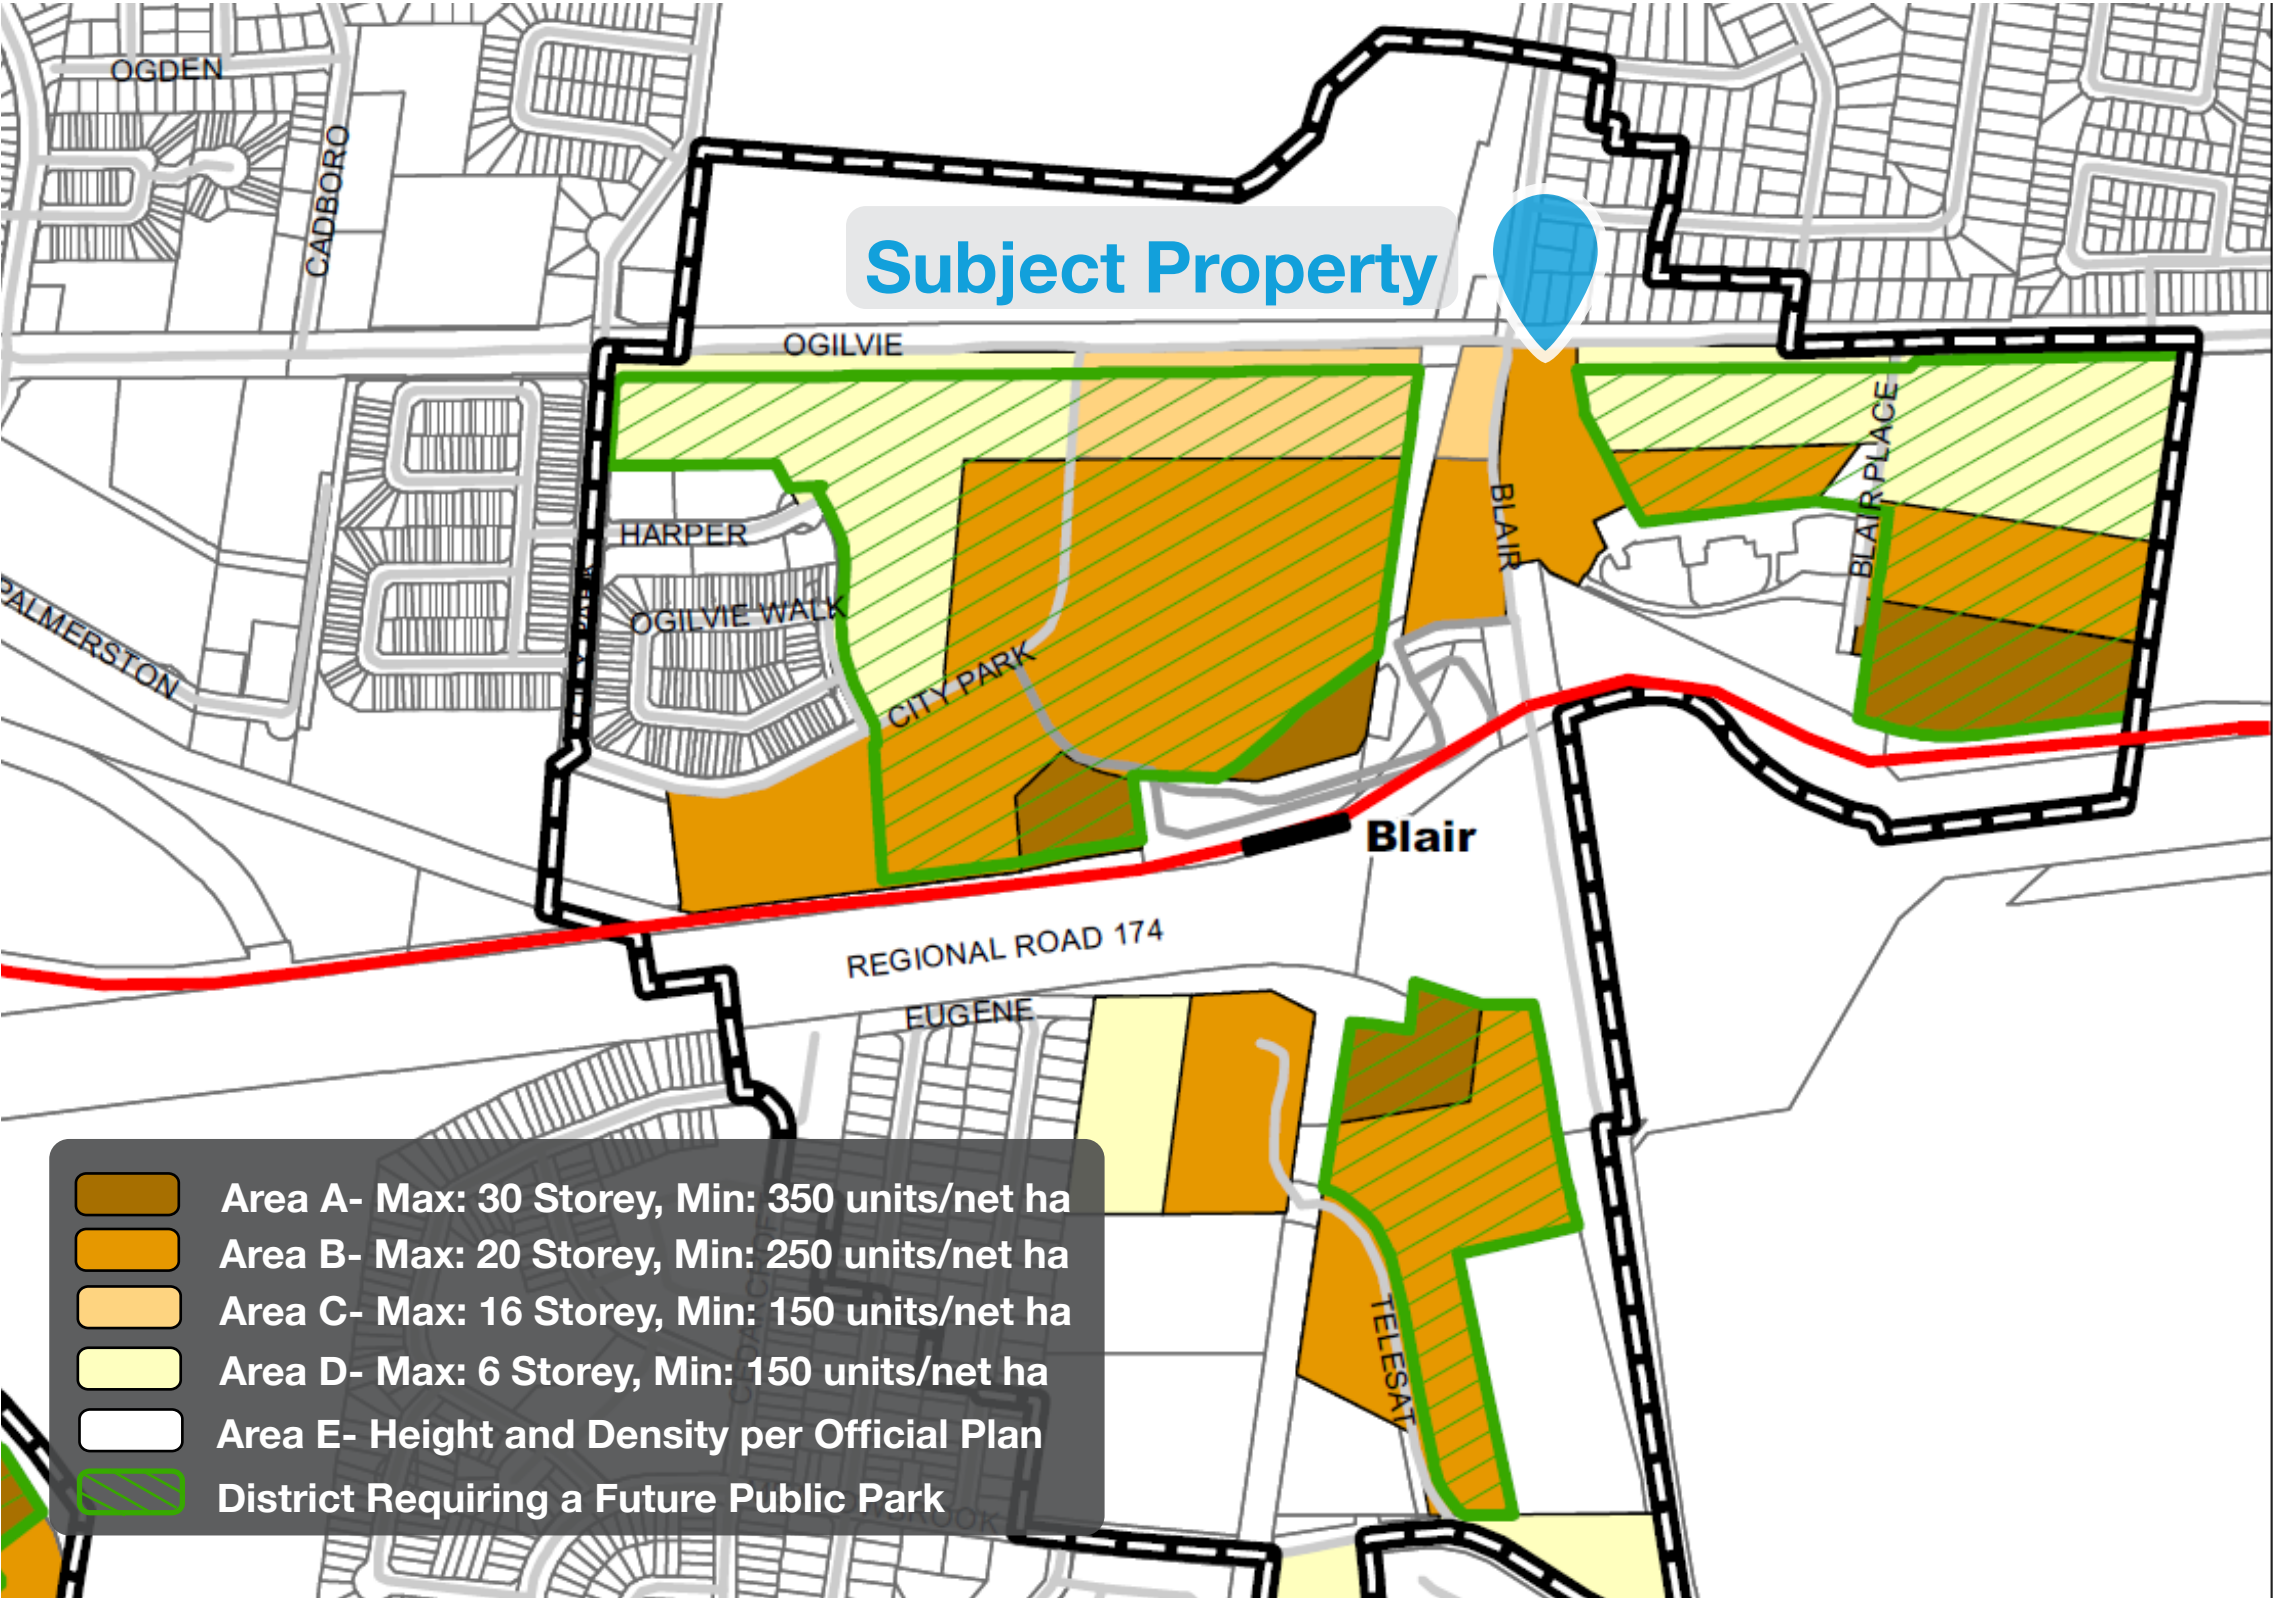 OGDEN
CADBORO
Subject Property
OGILVIE
BLAIR PLACE
BLAIR
HARPER
OGILVIE WALK
PALMERSTON
CITY PARK
Blair
REGIONAL ROAD 174
EUGENE
TELESAT
Area A- Max: 30 Storey, Min: 350 units/net ha
Area B- Max: 20 Storey, Min: 250 units/net ha
Area C- Max: 16 Storey, Min: 150 units/net ha
Area D- Max: 6 Storey, Min: 150 units/net ha
Area E- Height and Density per Official Plan
District Requiring a Future Public Park